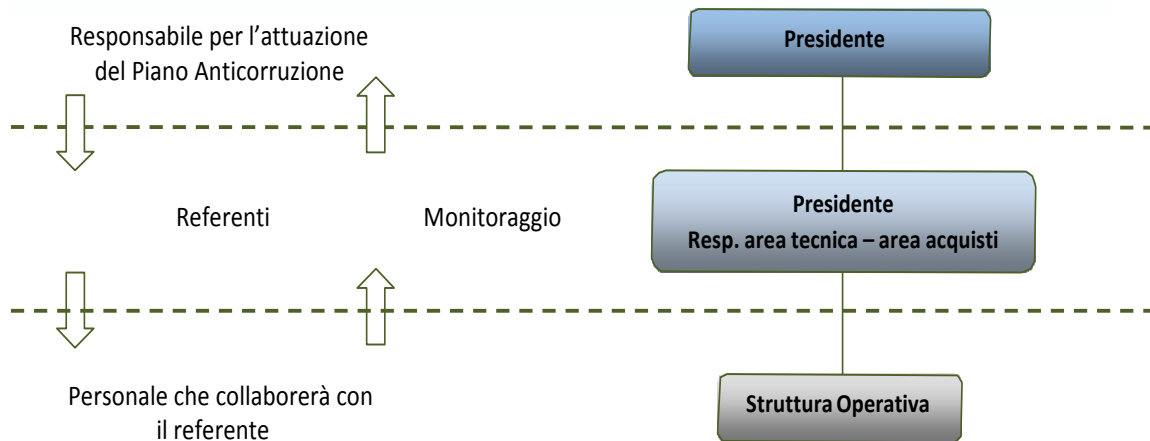 Responsabile per l'attuazione
del Piano Anticorruzione
Presidente
Referenti
Monitoraggio
Presidente
Resp. area tecnica – area acquisti
Personale che collaborerà con
il referente
Struttura Operativa